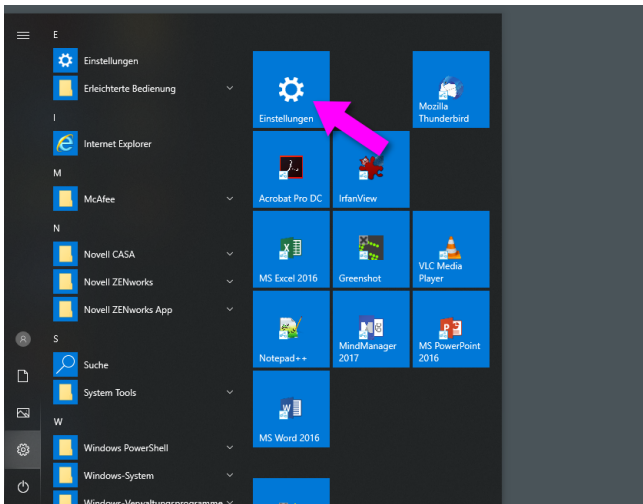 E
Einstellungen
Erleichterte Bedienung
I
Internet Explorer
M
McAfee
N
Novell CASA
Novell ZENworks
Novell ZENworks App
S
Suche
System Tools
W
Windows PowerShell
Windows-System
Windows-Verwaltungsprogramme
Einstellungen
Mozilla
Thunderbird
Acrobat Pro DC
IrfanView
MS Excel 2016
Greenshot
VLC Media
Player
Notepad++
MindManager
2017
MS PowerPoint
2016
MS Word 2016